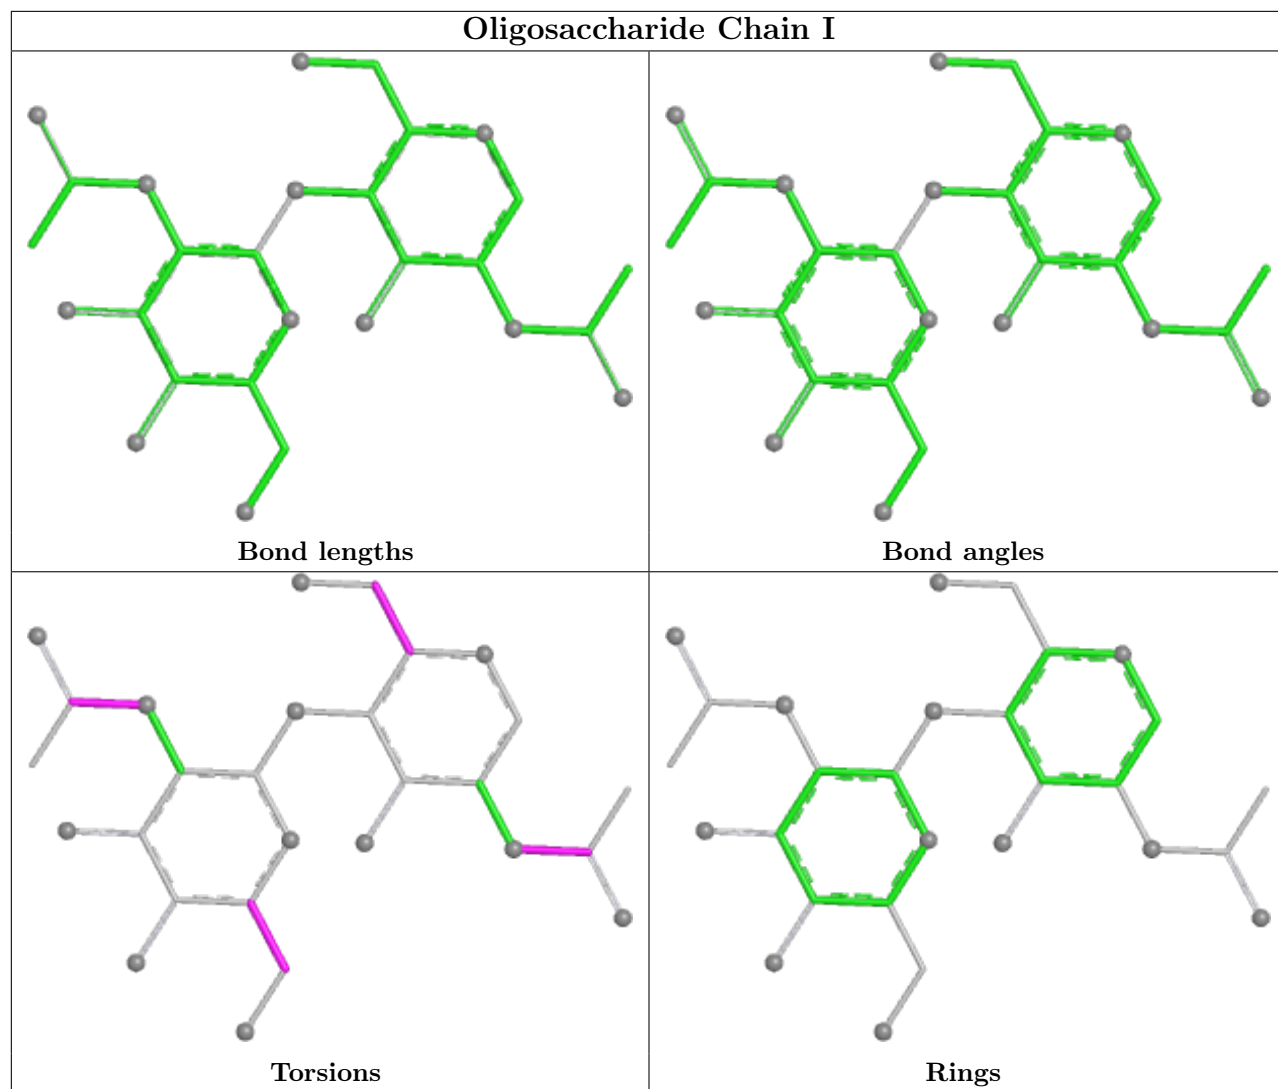 Oligosaccharide Chain I
Bond lengths
Bond angles
Torsions
Rings